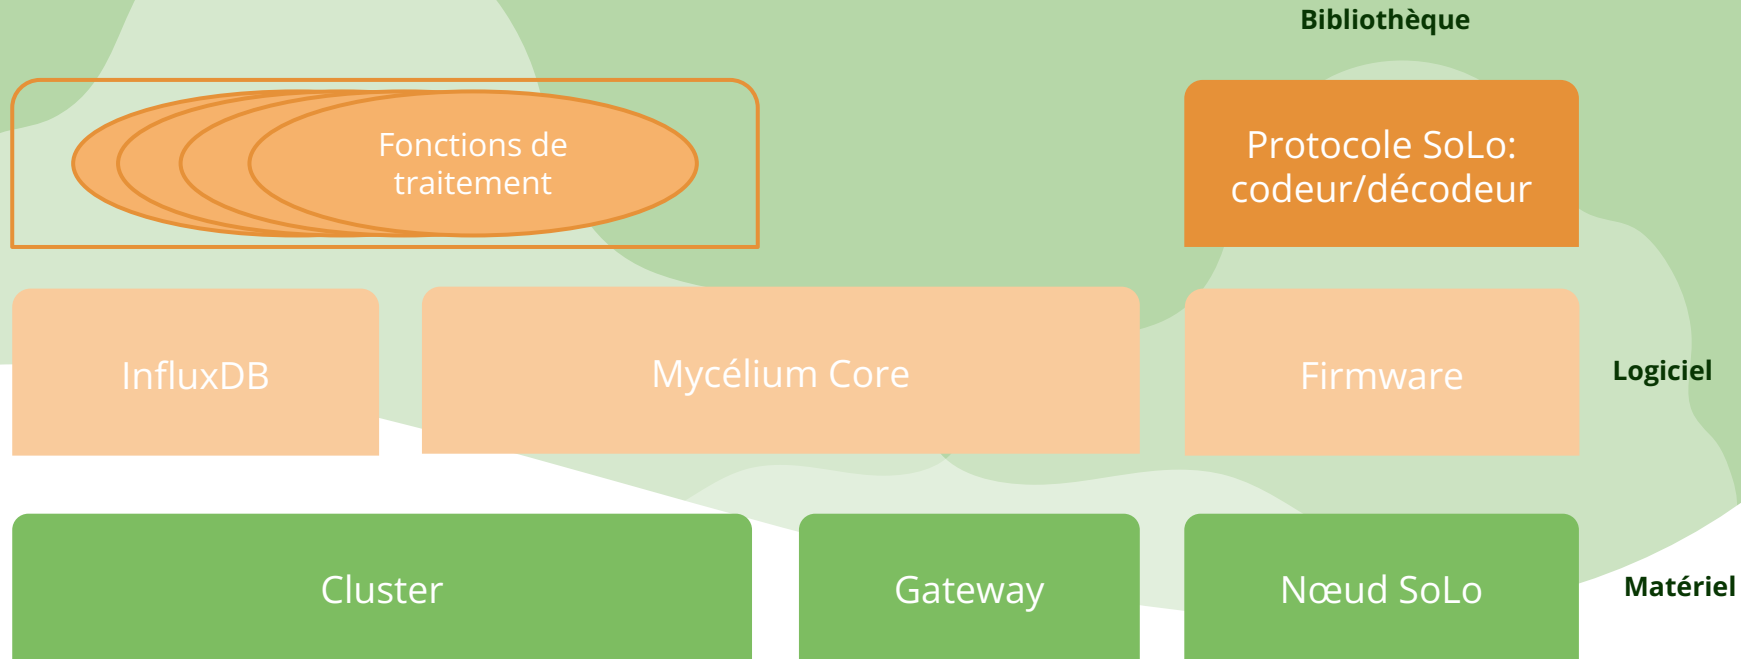 Bibliothèque
Fonctions de
traitement
Protocole SoLo:
codeur/décodeur
InfluxDB
Mycélium Core
Firmware
Logiciel
Cluster
Gateway
Nœud SoLo
Matériel